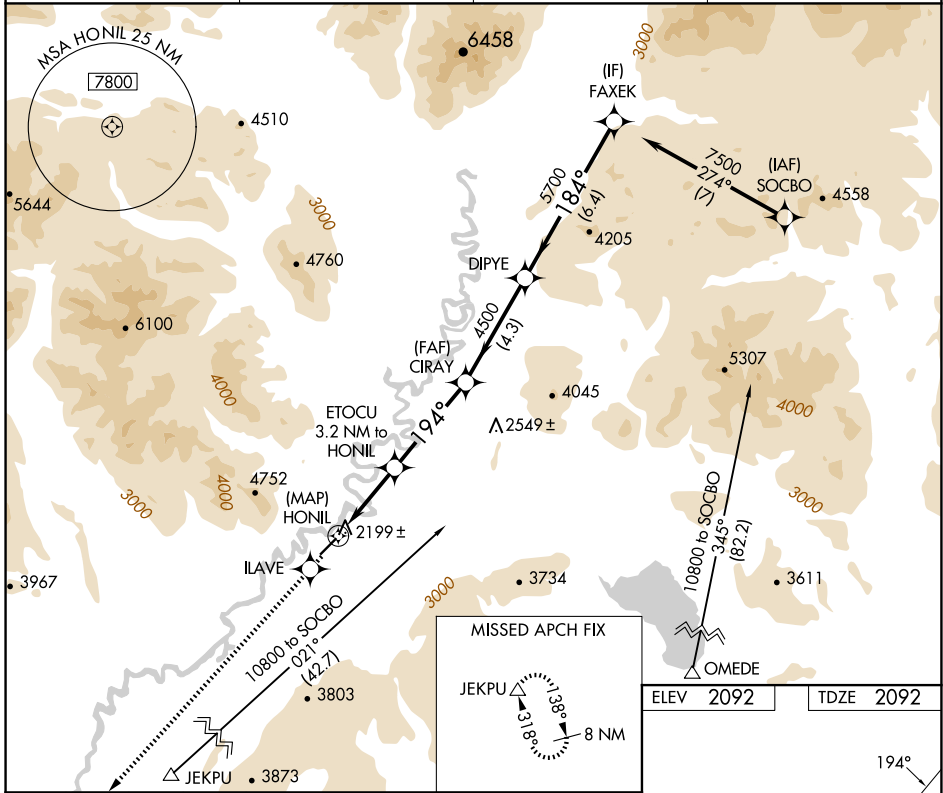 MSA HONIL 25 NM
7800
6458
3000
(IF)
FAXEK
4510
7500
274°
(7)
(IAF)
SOCBO
4558
5644
3000
5700
184°
(6.4)
4205
4760
DIPYE
6100
4500
(4.3)
(FAF)
CIRAY
5307
4000
4045
4000
ETOCU
3.2 NM to
HONIL
194°
2549 ±
4752
4000
3000
3000
(MAP)
HONIL
2199 ±
10800 to SOCBO
345°
(82.2)
ILAVE
3967
3734
3611
3000
10800 to SOCBO
021°
(42.7)
MISSED APCH FIX
JEKPU
138°
318°
8 NM
OMEDE
3803
ELEV 2092
TDZE 2092
JEKPU
3873
194°